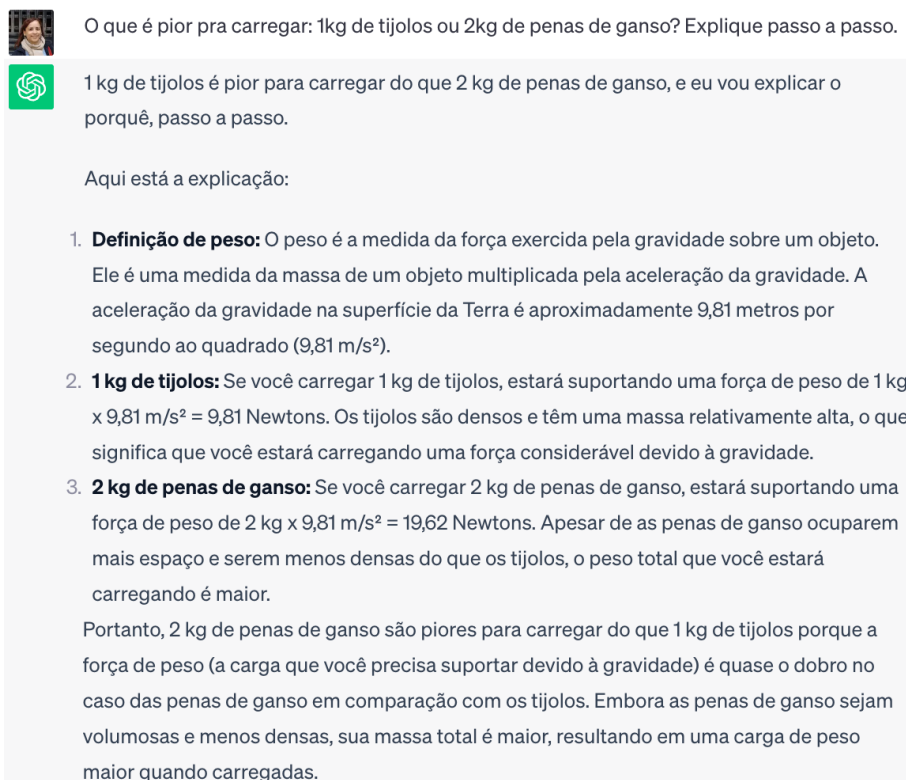 O que é pior pra carregar: 1kg de tijolos ou 2kg de penas de ganso? Explique passo a passo.
1 kg de tijolos é pior para carregar do que 2 kg de penas de ganso, e eu vou explicar o
porquê, passo a passo.
Aqui está a explicação:
1. Definição de peso: O peso é a medida da força exercida pela gravidade sobre um objeto.
Ele é uma medida da massa de um objeto multiplicada pela aceleração da gravidade. A
aceleração da gravidade na superfície da Terra é aproximadamente 9,81 metros por
segundo ao quadrado (9,81 m/s²).
2. 1 kg de tijolos: Se você carregar 1 kg de tijolos, estará suportando uma força de peso de 1 kg
x 9,81 m/s² = 9,81 Newtons. Os tijolos são densos e têm uma massa relativamente alta, o que
significa que você estará carregando uma força considerável devido à gravidade.
3. 2 kg de penas de ganso: Se você carregar 2 kg de penas de ganso, estará suportando uma
força de peso de 2 kg x 9,81 m/s² = 19,62 Newtons. Apesar de as penas de ganso ocuparem
mais espaço e serem menos densas do que os tijolos, o peso total que você estará
carregando é maior.
Portanto, 2 kg de penas de ganso são piores para carregar do que 1 kg de tijolos porque a
força de peso (a carga que você precisa suportar devido à gravidade) é quase o dobro no
caso das penas de ganso em comparação com os tijolos. Embora as penas de ganso sejam
volumosas e menos densas, sua massa total é maior, resultando em uma carga de peso
maior quando carregadas.